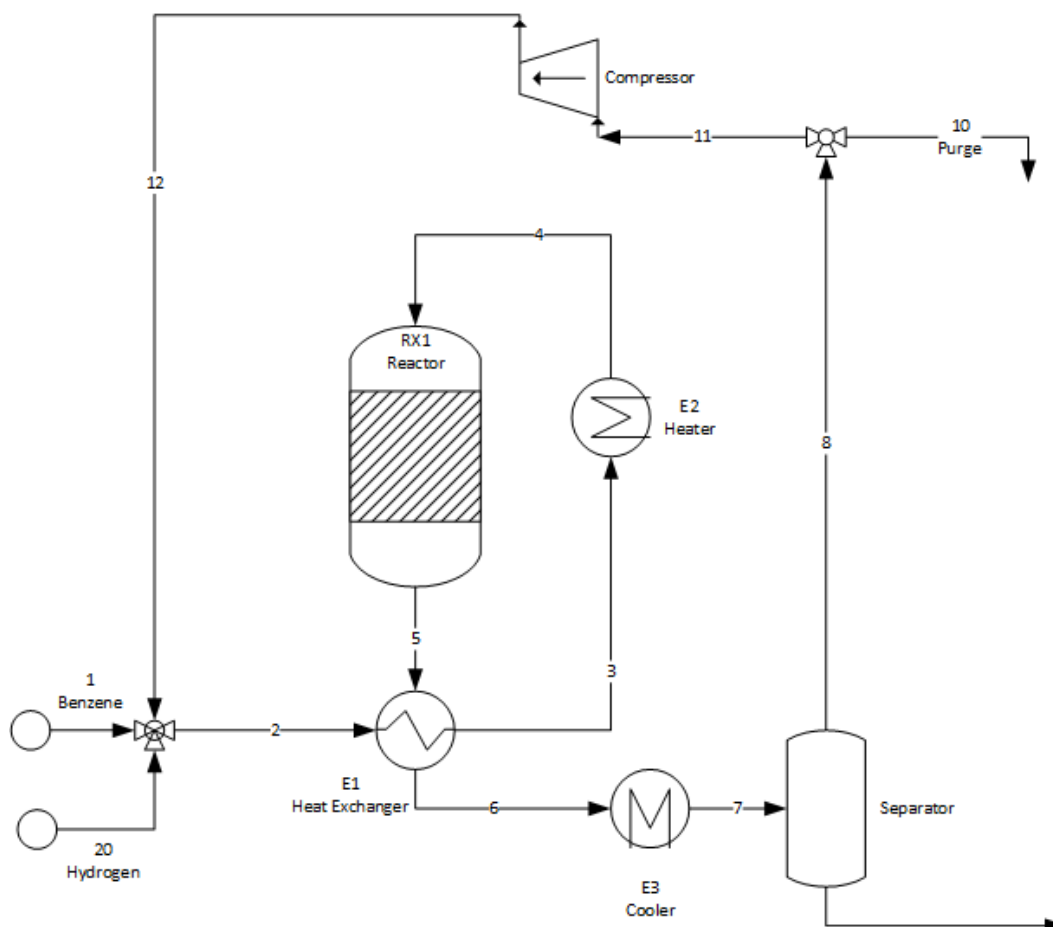 Compressor
11
10
Purge
12
4
RX1
Reactor
E2
Heater
8
5
3
1
Benzene
2
E1
Heat Exchanger
6
7
Separator
20
Hydrogen
E3
Cooler